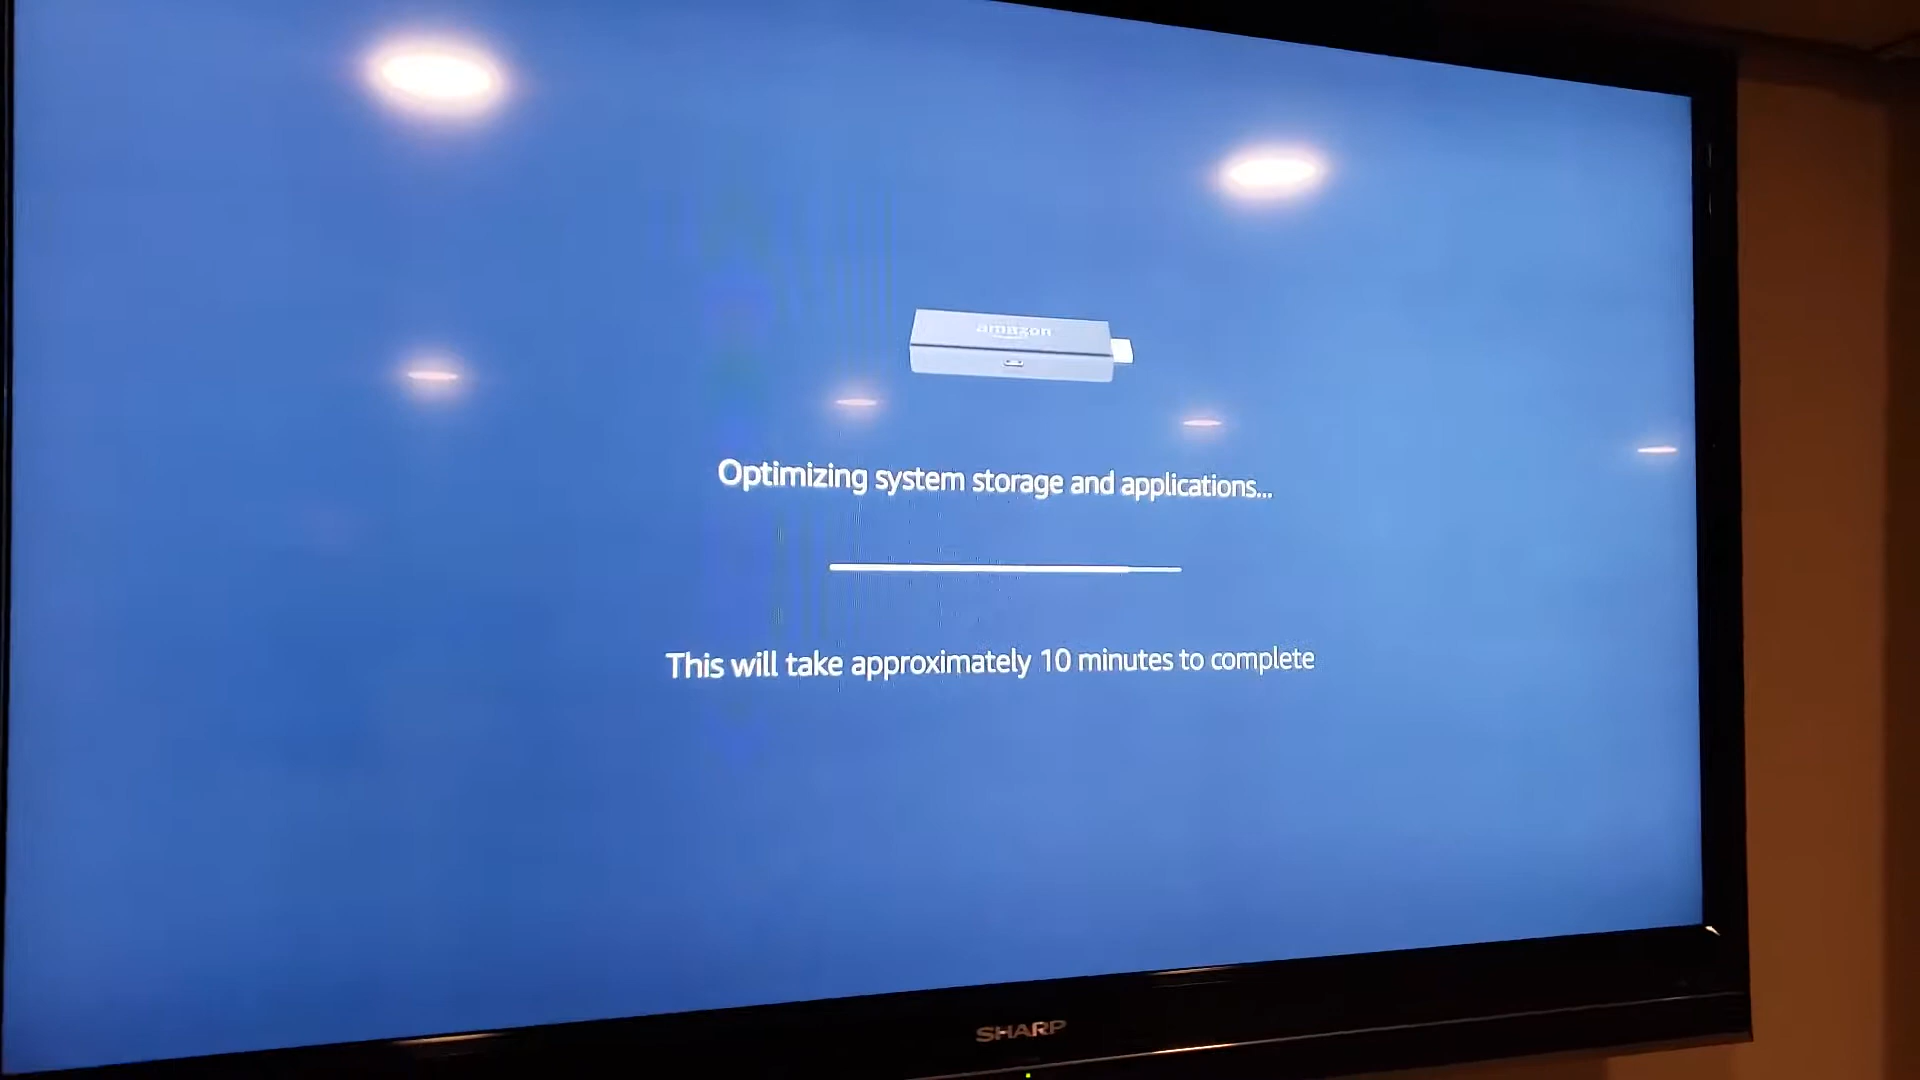 amazon
Optimizing system storage and applications...
This will take approximately 10 minutes to complete
SHARP